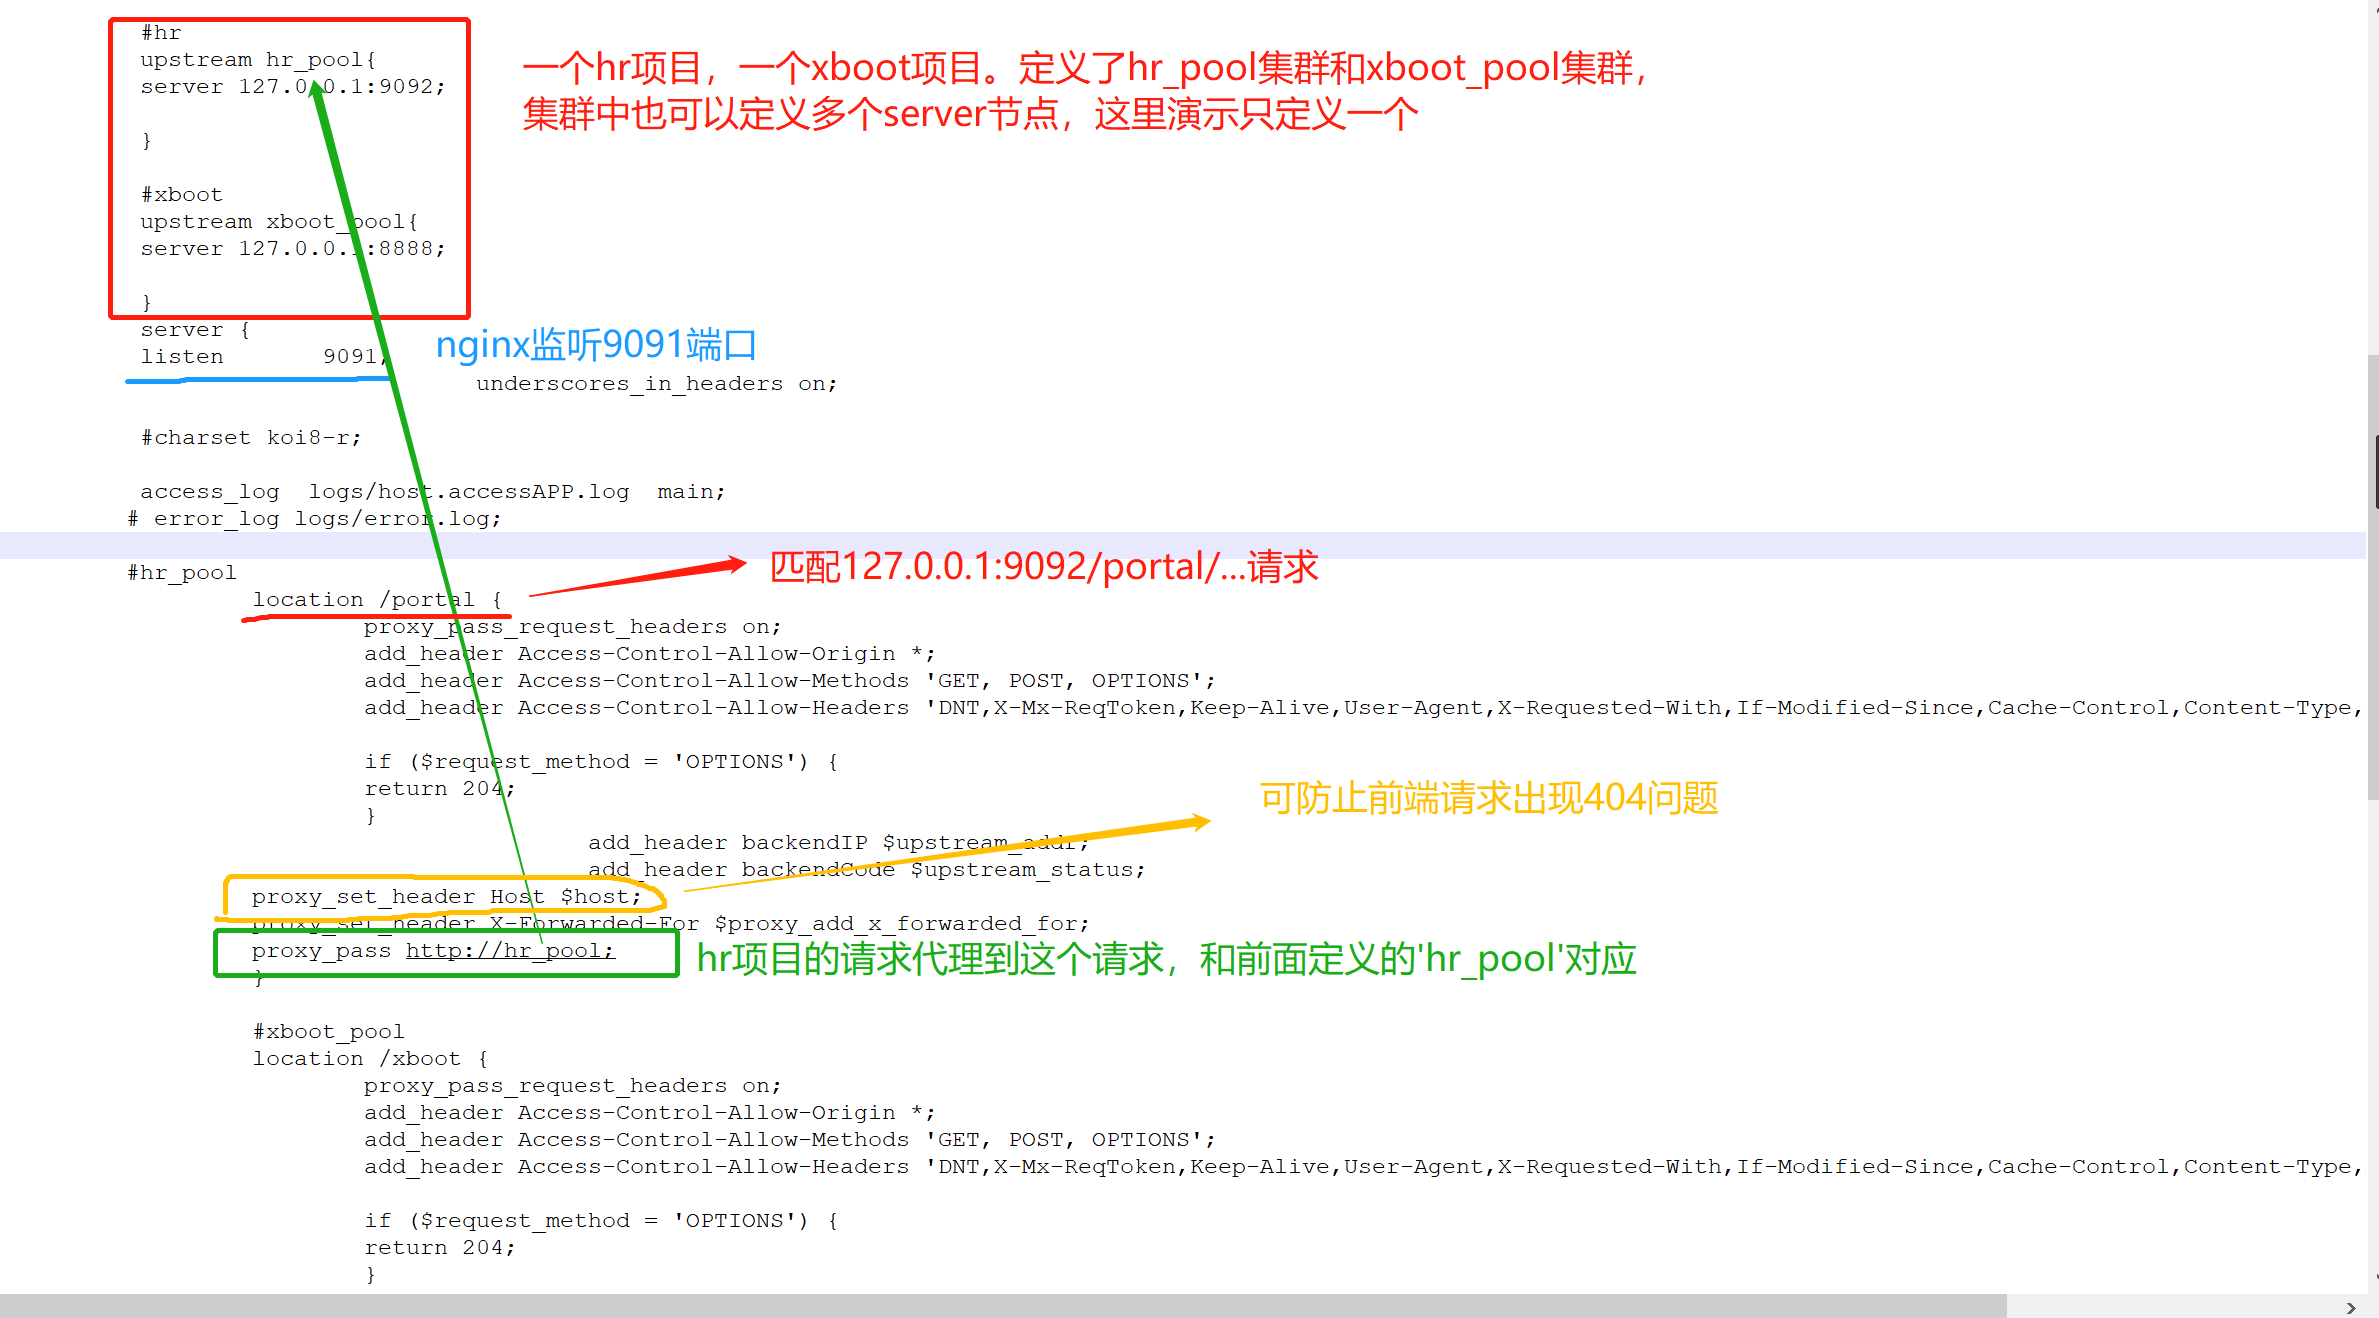 #hr
upstream hr_pool{
server 127.0.0.1:9092;
一个hr项目，一个xboot项目。定义了hr_pool集群和xboot_pool集群，
集群中也可以定义多个server节点，这里演示只定义一个
}
#xboot
upstream xboot_pool{
server 127.0.0.1:8888;
}
server {
listen 9091;
nginx监听9091端口
underscores_in_headers on;
#charset koi8-r;
access_log logs/host.accessAPP.log main;
# error_log logs/error.log;
匹配127.0.0.1:9092/portal/...请求
#hr_pool
location /portal {
proxy_pass_request_headers on;
add_header Access-Control-Allow-Origin *;
add_header Access-Control-Allow-Methods 'GET, POST, OPTIONS';
add_header Access-Control-Allow-Headers 'DNT,X-Mx-ReqToken,Keep-Alive,User-Agent,X-Requested-With,If-Modified-Since,Cache-Control,Content-Type,
if ($request_method = 'OPTIONS') {
return 204;
}
可防止前端请求出现404问题
add_header backendIP $upstream_addr;
add_header backendCode $upstream_status;
proxy_set_header Host $host;
proxy_set_header X-Forwarded-For $proxy_add_x_forwarded_for;
proxy_pass http://hr_pool;
hr项目的请求代理到这个请求，和前面定义的'hr_pool'对应
}
#xboot_pool
location /xboot {
proxy_pass_request_headers on;
add_header Access-Control-Allow-Origin *;
add_header Access-Control-Allow-Methods 'GET, POST, OPTIONS';
add_header Access-Control-Allow-Headers 'DNT,X-Mx-ReqToken,Keep-Alive,User-Agent,X-Requested-With,If-Modified-Since,Cache-Control,Content-Type,
if ($request_method = 'OPTIONS') {
return 204;
}